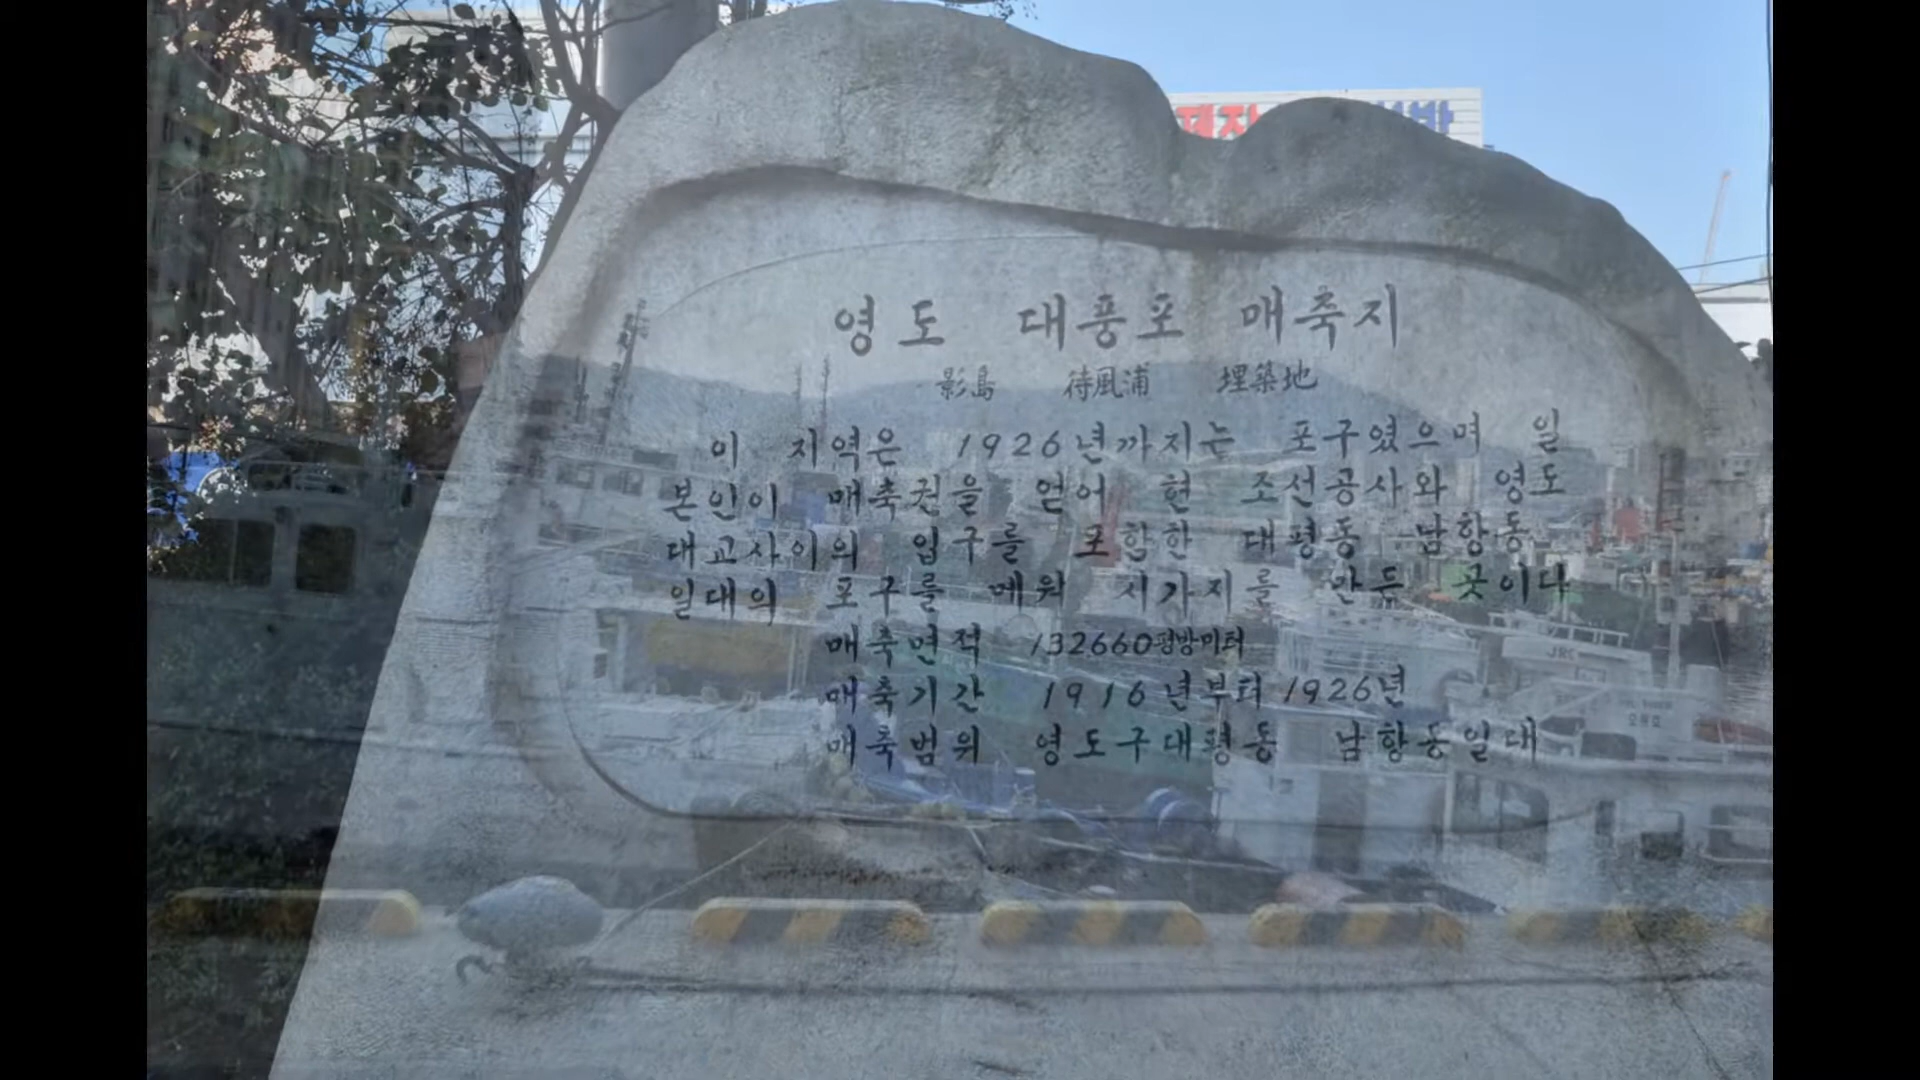 영도 대풍포 매축지
影島 待風浦 埋築地
이 지역은 1926년까지는 포구였으며 일
본인이 매축권을 얻어 현 조선공사와 영도
대교사이의 입구를 포함한 대평동 남항동
일대의 포구를 메워 시가지를 만든 곳이다
매축면적 132660평방미터
매축기간 1916년부터 1926년
매축범위 영도구대평동 남항동일대
JRC